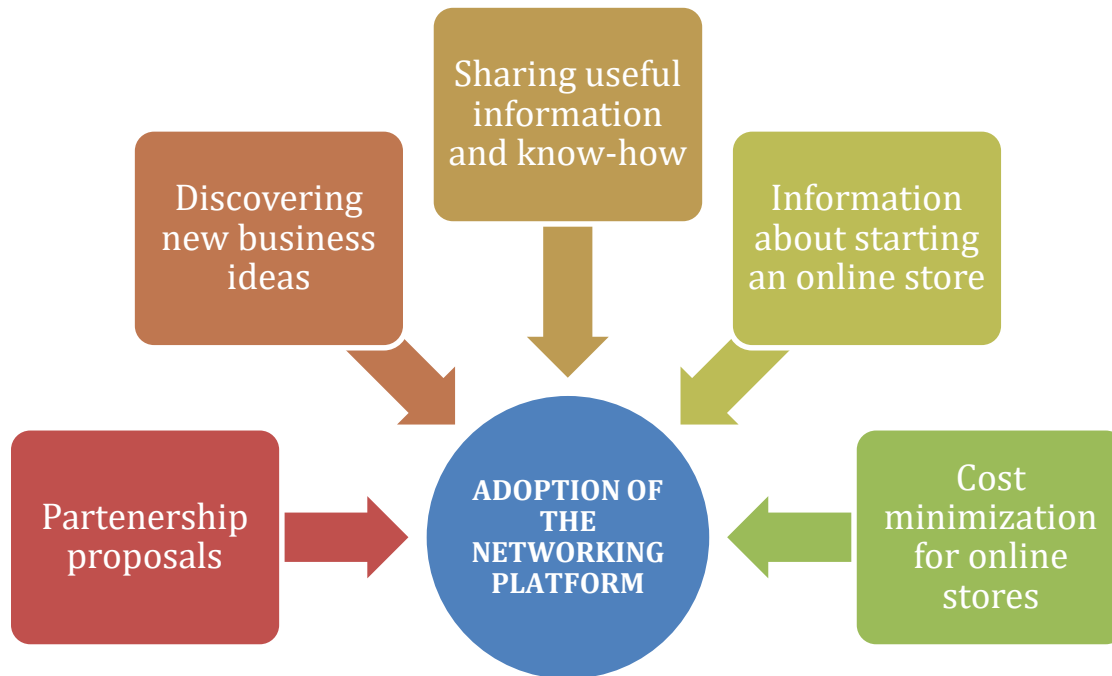 Sharing useful
information
and know-how
Discovering
new business
ideas
Information
about starting
an online store
Partenership
proposals
ADOPTION OF
THE
NETWORKING
PLATFORM
Cost
minimization
for online
stores